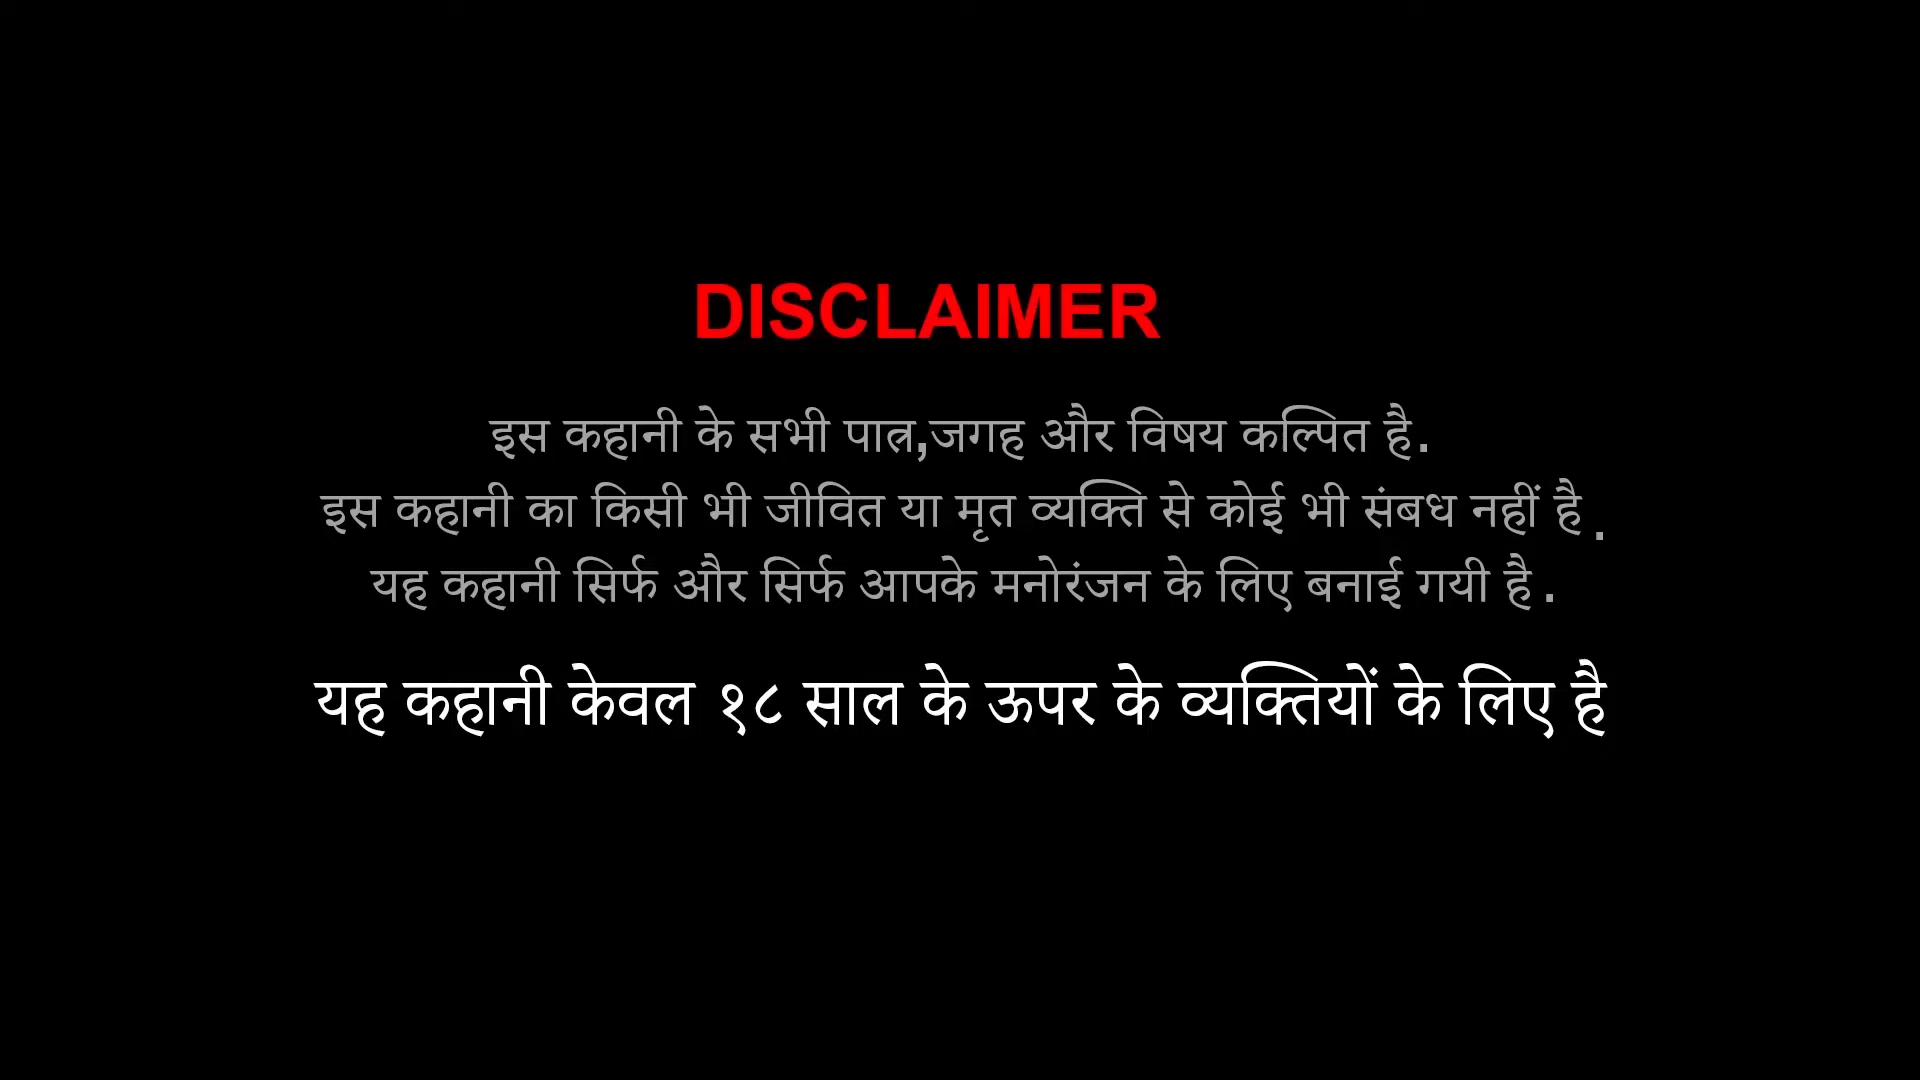 DISCLAIMER
इस कहानी के सभी पात्र,जगह और विषय कल्पित है.
इस कहानी का किसी भी जीवित या मृत व्यक्ति से कोई भी संबध नहीं है .
यह कहानी सिर्फ और सिर्फ आपके मनोरंजन के लिए बनाई गयी है .
यह कहानी केवल १८ साल के ऊपर के व्यक्तियों के लिए है